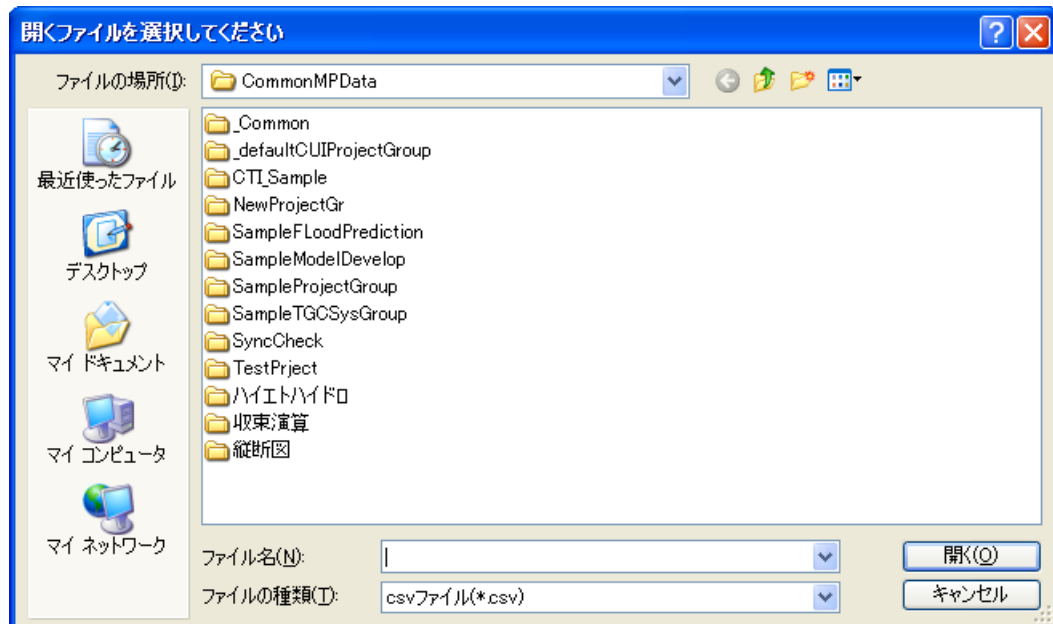 開くファイルを選択してください
ファイルの場所(I):
CommonMPData
最近使ったファイル
デスクトップ
マイ ドキュメント
マイ コンピュータ
マイ ネットワーク
_Common
_defaultCUIProjectGroup
CTI_Sample
NewProjectGr
SampleFLoodPrediction
SampleModelDevelop
SampleProjectGroup
SampleTGCSysGroup
SyncCheck
TestPrject
ハイエトハイドロ
収束演算
縦断図
ファイル名(N):
開く(O)
ファイルの種類(T):
csvファイル(*.csv)
キャンセル